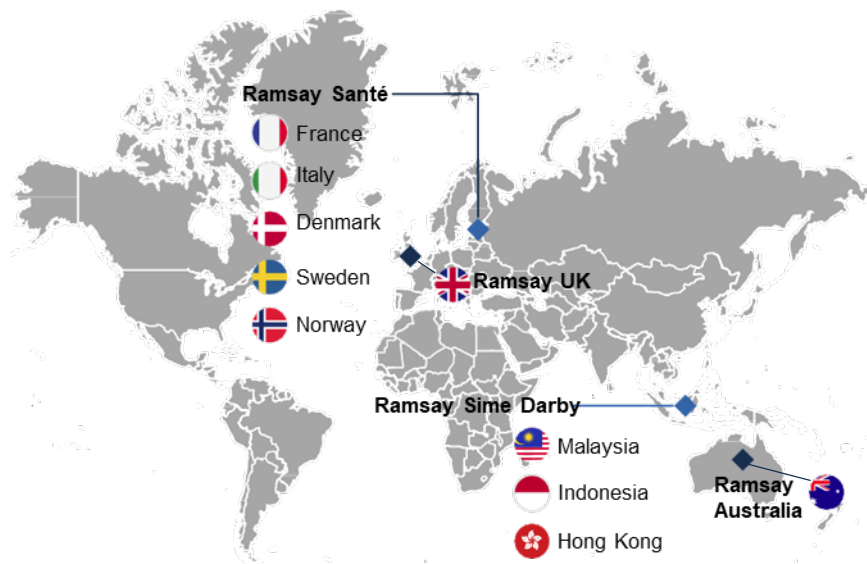 Ramsay Santé
France
Italy
Denmark
Sweden
Norway
Ramsay UK
Ramsay Sime Darby
Malaysia
Indonesia
Hong Kong
Ramsay
Australia